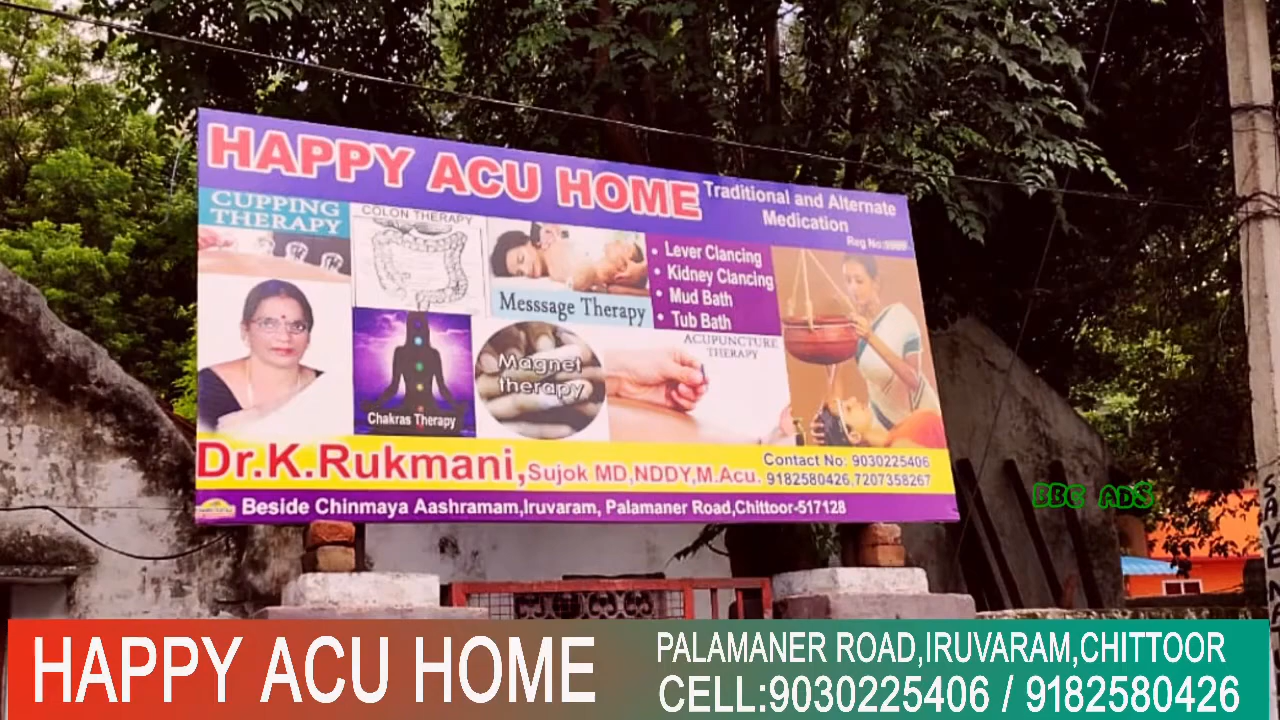 HAPPY ACU HOME
Traditional and Alternate
Medication
Reg No:
CUPPING
THERAPY
COLON THERAPY
Messsage Therapy
• Lever Clancing
• Kidney Clancing
• Mud Bath
• Tub Bath
Chakras Therapy
Magnet
therapy
ACUPUNCTURE
THERAPY
Dr.K.Rukmani,Sujok MD,NDDY,M.Acu.
Contact No: 9030225406
9182580426,7207358267
Beside Chinmaya Aashramam,Iruvaram, Palamaner Road,Chittoor-517128
BBC ADS
SAVE
HAPPY ACU HOME
PALAMANER ROAD,IRUVARAM,CHITTOOR
CELL:9030225406 / 9182580426